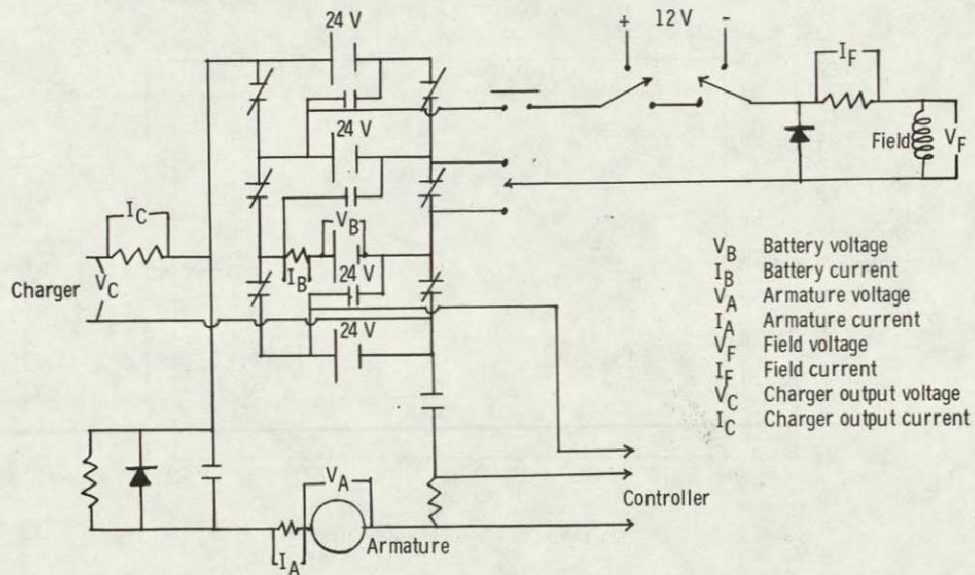 24 V
+ 12 V -
I_F
24 V
Field
V_F
I_C
V_B
V_C
Charger
I_B
24 V
24 V
V_B Battery voltage
I_B Battery current
V_A Armature voltage
I_A Armature current
V_F Field voltage
I_F Field current
V_C Charger output voltage
I_C Charger output current
V_A
Controller
Armature
I_A